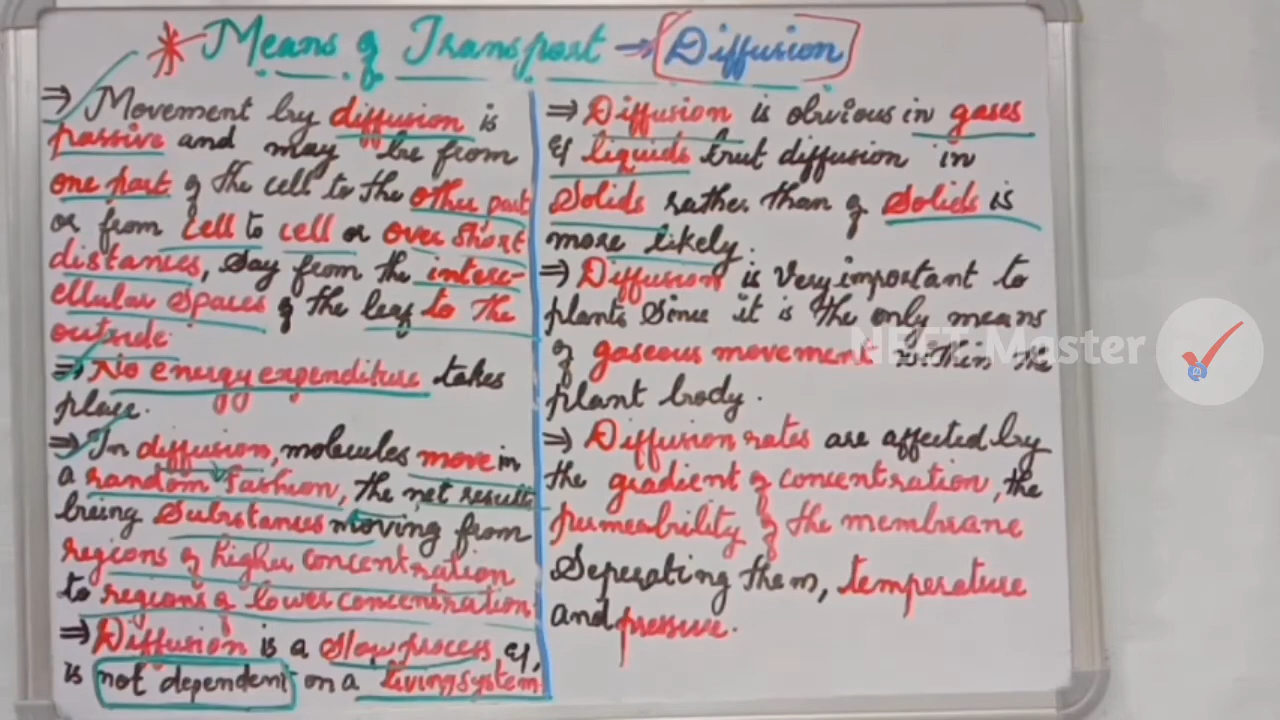 * Means of Transport → Diffusion
⇒ Movement by diffusion is
passive and may be from
one part of the cell to the other part
or from cell to cell or over short
distances, say from the interc-
ellular spaces of the leaf to the
outside.
⇒ No energy expenditure takes
place.
⇒ In diffusion, molecules move in
a random fashion, the net result
being substances moving from
regions of higher concentration
to regions of lower concentration
⇒ Diffusion is a slow process &
is not dependent on a living system
⇒ Diffusion is obvious in gases
& liquids but diffusion in
solids rather than of solids is
more likely.
⇒ Diffusion is very important to
plants since it is the only means
of gaseous movement within the
plant body.
⇒ Diffusion rates are affected by
the gradient of concentration, the
permeability of the membrane
Seperating them, temperature
and pressure.
NEET Master